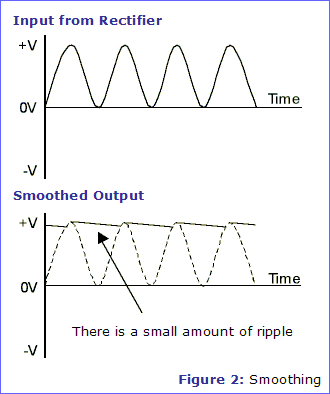 Input from Rectifier
+V
0V
Time
-V
Smoothed Output
+V
0V
Time
There is a small amount of ripple
-V
Figure 2: Smoothing